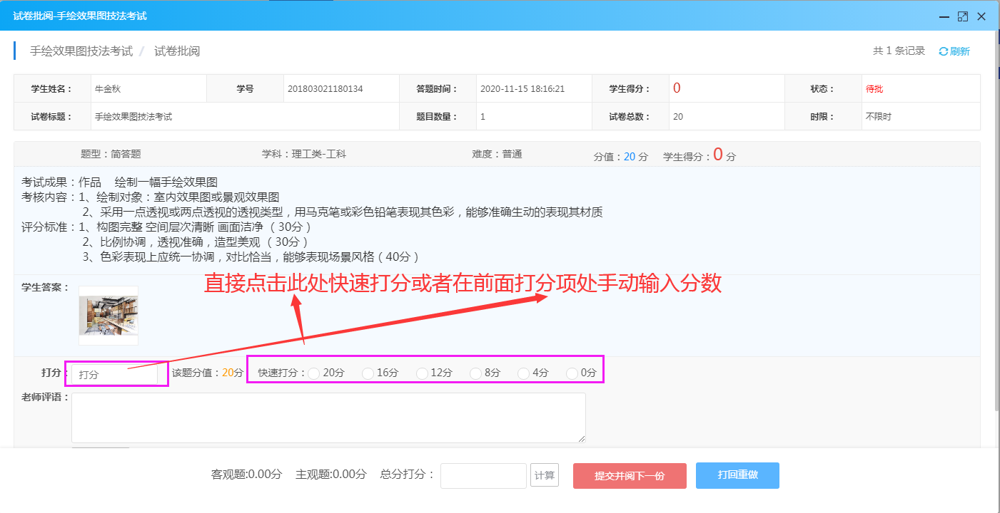 试卷批阅-手绘效果图技法考试
手绘效果图技法考试 / 试卷批阅 共 1 条记录 刷新
学生姓名： 牛金秋 学号 201803021180134 答题时间： 2020-11-15 18:16:21 学生得分： 0 状态： 待批
试卷标题： 手绘效果图技法考试 题目数量： 1 试卷总数： 20 时限： 不限时
题型：简答题 学科：理工类-工科 难度：普通 分值：20 分 学生得分：0 分
考试成果：作品 绘制一幅手绘效果图
考核内容：1、绘制对象：室内效果图或景观效果图
2、采用一点透视或两点透视的透视类型，用马克笔或彩色铅笔表现其色彩，能够准确生动的表现其材质
评分标准：1、构图完整 空间层次清晰 画面洁净 （30分）
2、比例协调，透视准确，造型美观 （30分）
3、色彩表现上应统一协调，对比恰当，能够表现场景风格（40分）
直接点击此处快速打分或者在前面打分项处手动输入分数
学生答案：
打分： 打分 该题分值：20分 快速打分： 20分 16分 12分 8分 4分 0分
老师评语：
客观题:0.00分 主观题:0.00分 总分打分： 计算 提交并阅下一份 打回重做